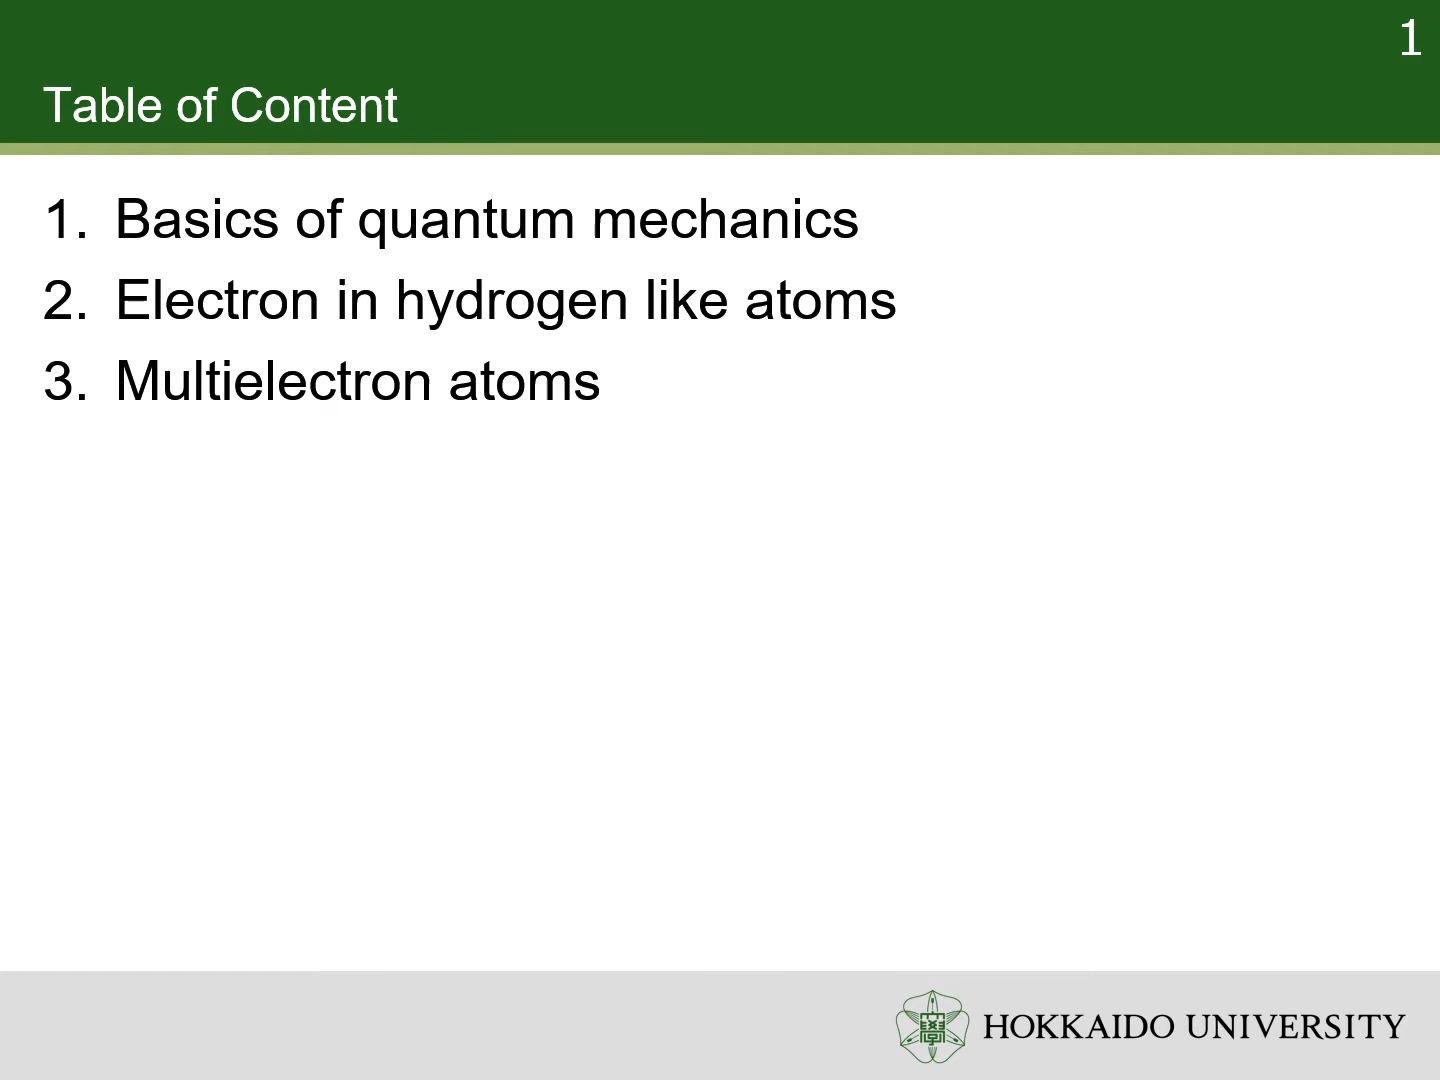 1
Table of Content
1. Basics of quantum mechanics
2. Electron in hydrogen like atoms
3. Multielectron atoms
HOKKAIDO UNIVERSITY